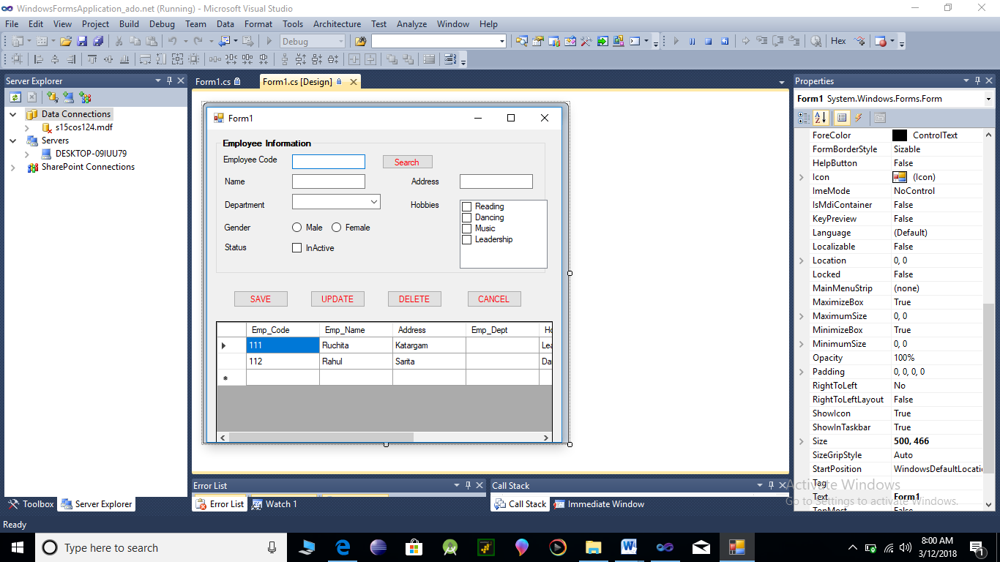 WindowsFormsApplication_ado.net (Running) - Microsoft Visual Studio
File Edit View Project Build Debug Team Data Format Tools Architecture Test Analyze Window Help
Debug Hex
Server Explorer
Data Connections
s15cos124.mdf
Servers
DESKTOP-09IUU79
SharePoint Connections
Toolbox Server Explorer
Form1.cs Form1.cs [Design]
Form1
Employee Information
Employee Code Search
Name Address
Department Hobbies
Reading
Dancing
Music
Leadership
Gender Male Female
Status InActive
SAVE UPDATE DELETE CANCEL
Emp_Code Emp_Name Address Emp_Dept Ho
111 Ruchita Katargam Lea
112 Rahul Sarita Da
*
Error List
Error List Watch 1
Call Stack
Call Stack Immediate Window
Properties
Form1 System.Windows.Forms.Form
ForeColor ControlText
FormBorderStyle Sizable
HelpButton False
Icon (Icon)
ImeMode NoControl
IsMdiContainer False
KeyPreview False
Language (Default)
Localizable False
Location 0, 0
Locked False
MainMenuStrip (none)
MaximizeBox True
MaximumSize 0, 0
MinimizeBox True
MinimumSize 0, 0
Opacity 100%
Padding 0, 0, 0, 0
RightToLeft No
RightToLeftLayout False
ShowIcon True
ShowInTaskbar True
Size 500, 466
SizeGripStyle Auto
StartPosition WindowsDefaultLocati
Tag
Text Form1
TopMost False
Activate Windows
Go to Settings to activate Windows.
Ready
Type here to search
8:00 AM
3/12/2018
1